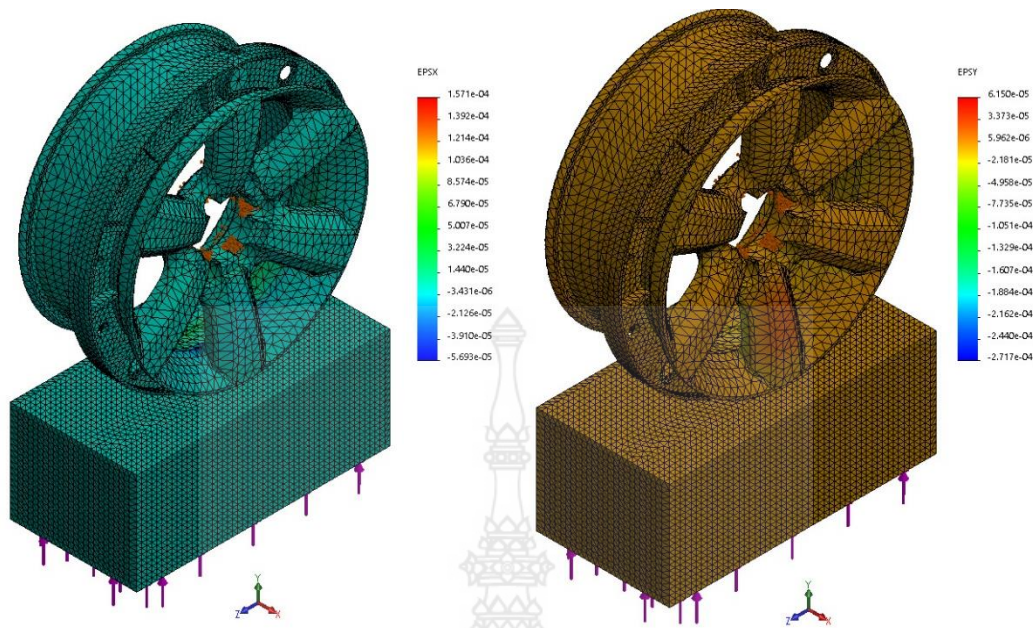 EPSX
1.571e-04
1.392e-04
1.214e-04
1.036e-04
8.574e-05
6.790e-05
5.007e-05
3.224e-05
1.440e-05
-3.431e-06
-2.126e-05
-3.910e-05
-5.693e-05
Y
Z
X
EPSY
6.150e-05
3.373e-05
5.962e-06
-2.181e-05
-4.958e-05
-7.735e-05
-1.051e-04
-1.329e-04
-1.607e-04
-1.884e-04
-2.162e-04
-2.440e-04
-2.717e-04
Y
Z
X